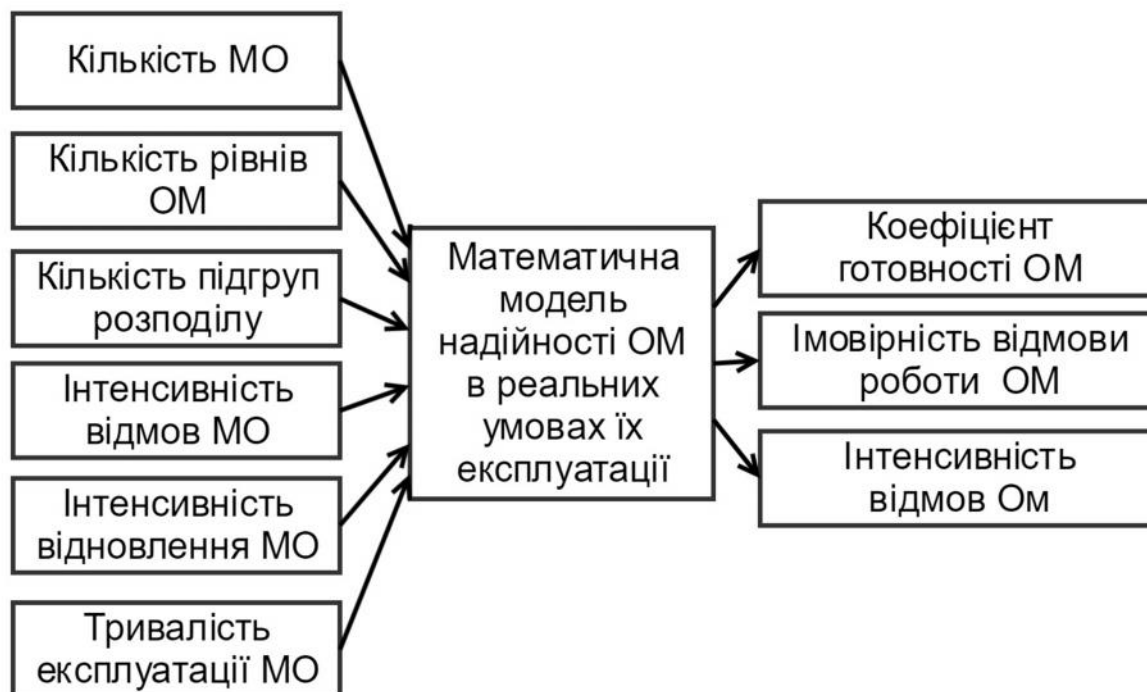 Кількість МО
Кількість рівнів
ОМ
Кількість підгруп
розподілу
Інтенсивність
відмов МО
Інтенсивність
відновлення МО
Тривалість
експлуатації МО
Математична
модель
надійності ОМ
в реальних
умовах їх
експлуатації
Коефіцієнт
готовності ОМ
Імовірність відмови
роботи ОМ
Інтенсивність
відмов Ом